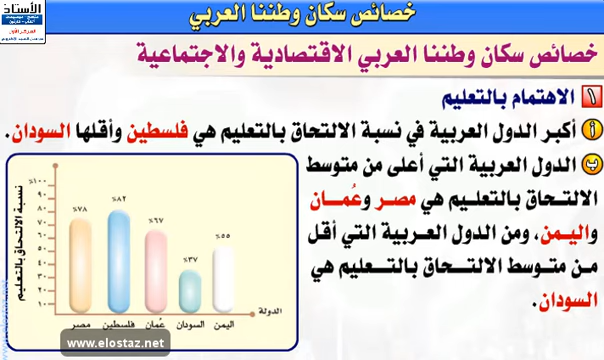 خصائص سكان وطننا العربي
الأستاذ
خصائص سكان وطننا العربي الاقتصادية والاجتماعية
١ الاهتمام بالتعليم
أ أكبر الدول العربية في نسبة الالتحاق بالتعليم هي فلسطين وأقلها السودان.
ب الدول العربية التي أعلى من متوسط
الالتحاق بالتعليم هي مصر وعُمان
واليمن، ومن الدول العربية التي أقل
من متوسط الالتحاق بالتعليم هي
السودان.
نسبة الالتحاق بالتعليم
٪١٠٠
٩٠
٨٠
٧٠
٦٠
٥٠
٤٠
٣٠
٢٠
١٠
٪٧٨
٪٨٢
٪٦٧
٪٣٧
٪٥٥
الدولة
مصر فلسطين عُمان السودان اليمن
www.elostaz.net